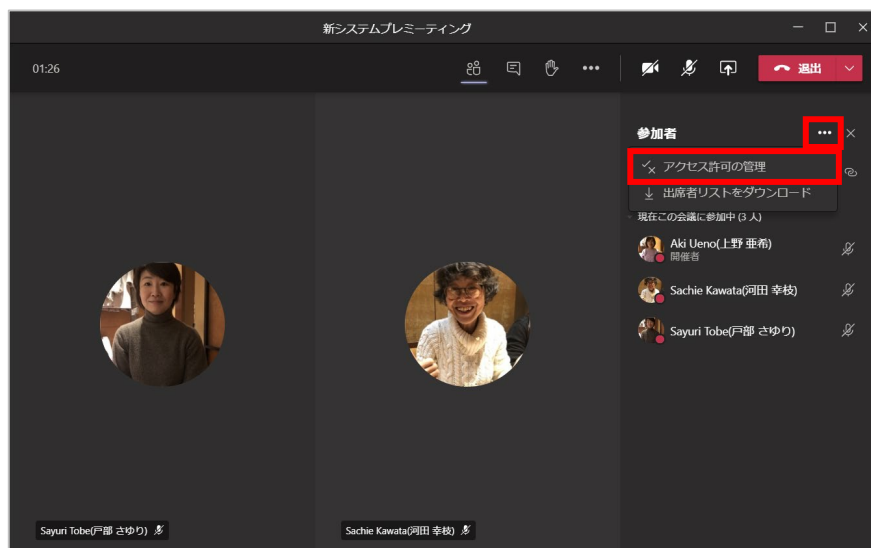 新システムプレミーティング
01:26
退出
参加者
アクセス許可の管理
出席者リストをダウンロード
現在この会議に参加中 (3 人)
Aki Ueno(上野 亜希)
開催者
Sachie Kawata(河田 幸枝)
Sayuri Tobe(戸部 さゆり)
Sayuri Tobe(戸部 さゆり)
Sachie Kawata(河田 幸枝)